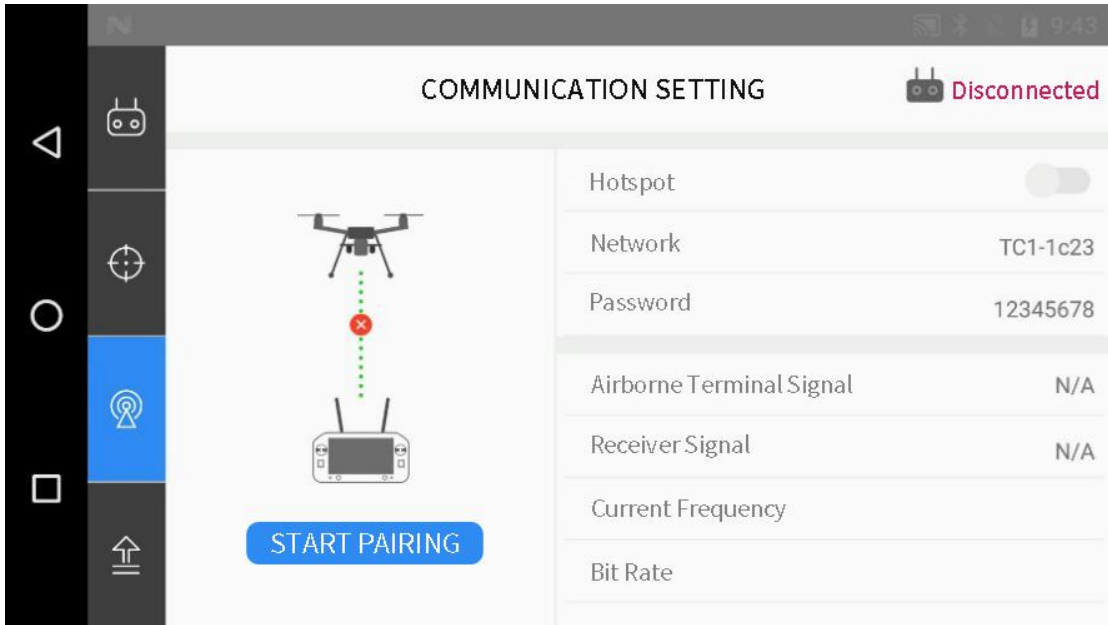 9:43
COMMUNICATION SETTING
Disconnected
Hotspot
Network TC1-1c23
Password 12345678
Airborne Terminal Signal N/A
Receiver Signal N/A
Current Frequency
Bit Rate
START PAIRING